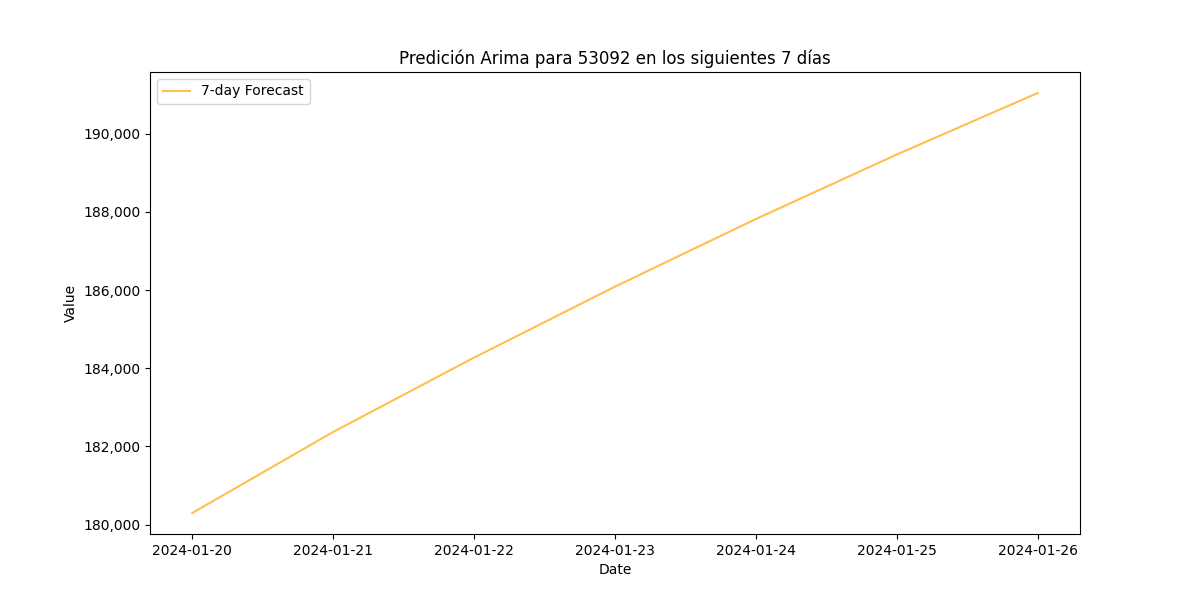 Predición Arima para 53092 en los siguientes 7 días
7-day Forecast
Value
190,000
188,000
186,000
184,000
182,000
180,000
2024-01-20 2024-01-21 2024-01-22 2024-01-23 2024-01-24 2024-01-25 2024-01-26
Date